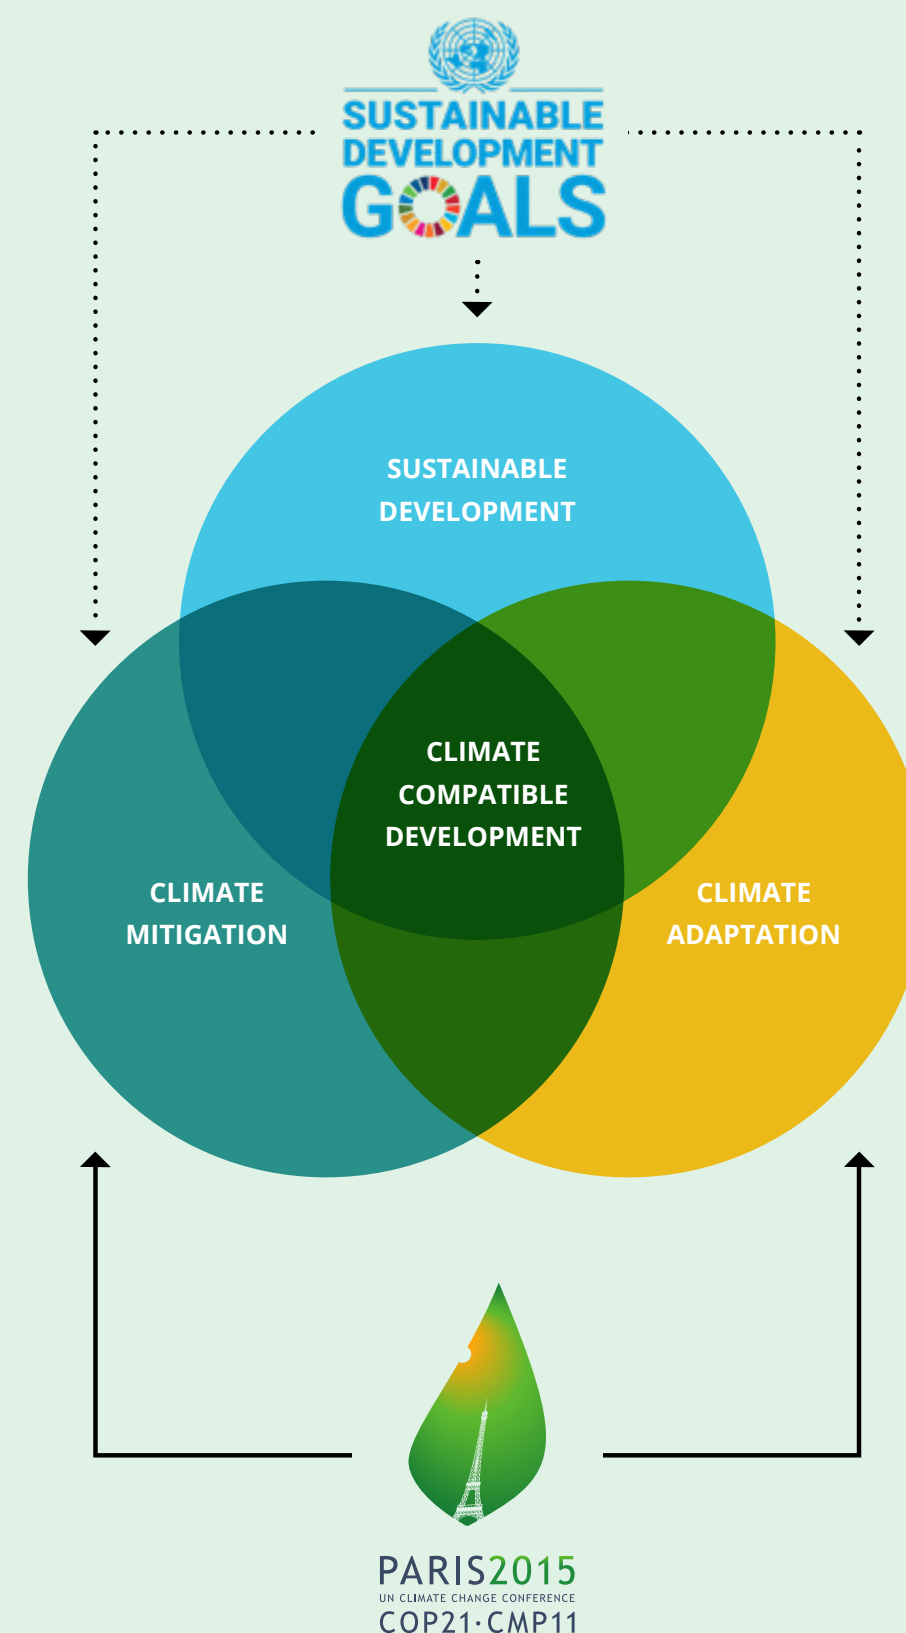 SUSTAINABLE
DEVELOPMENT
GOALS
SUSTAINABLE
DEVELOPMENT
CLIMATE
COMPATIBLE
DEVELOPMENT
CLIMATE
MITIGATION
CLIMATE
ADAPTATION
PARIS2015
UN CLIMATE CHANGE CONFERENCE
COP21·CMP11